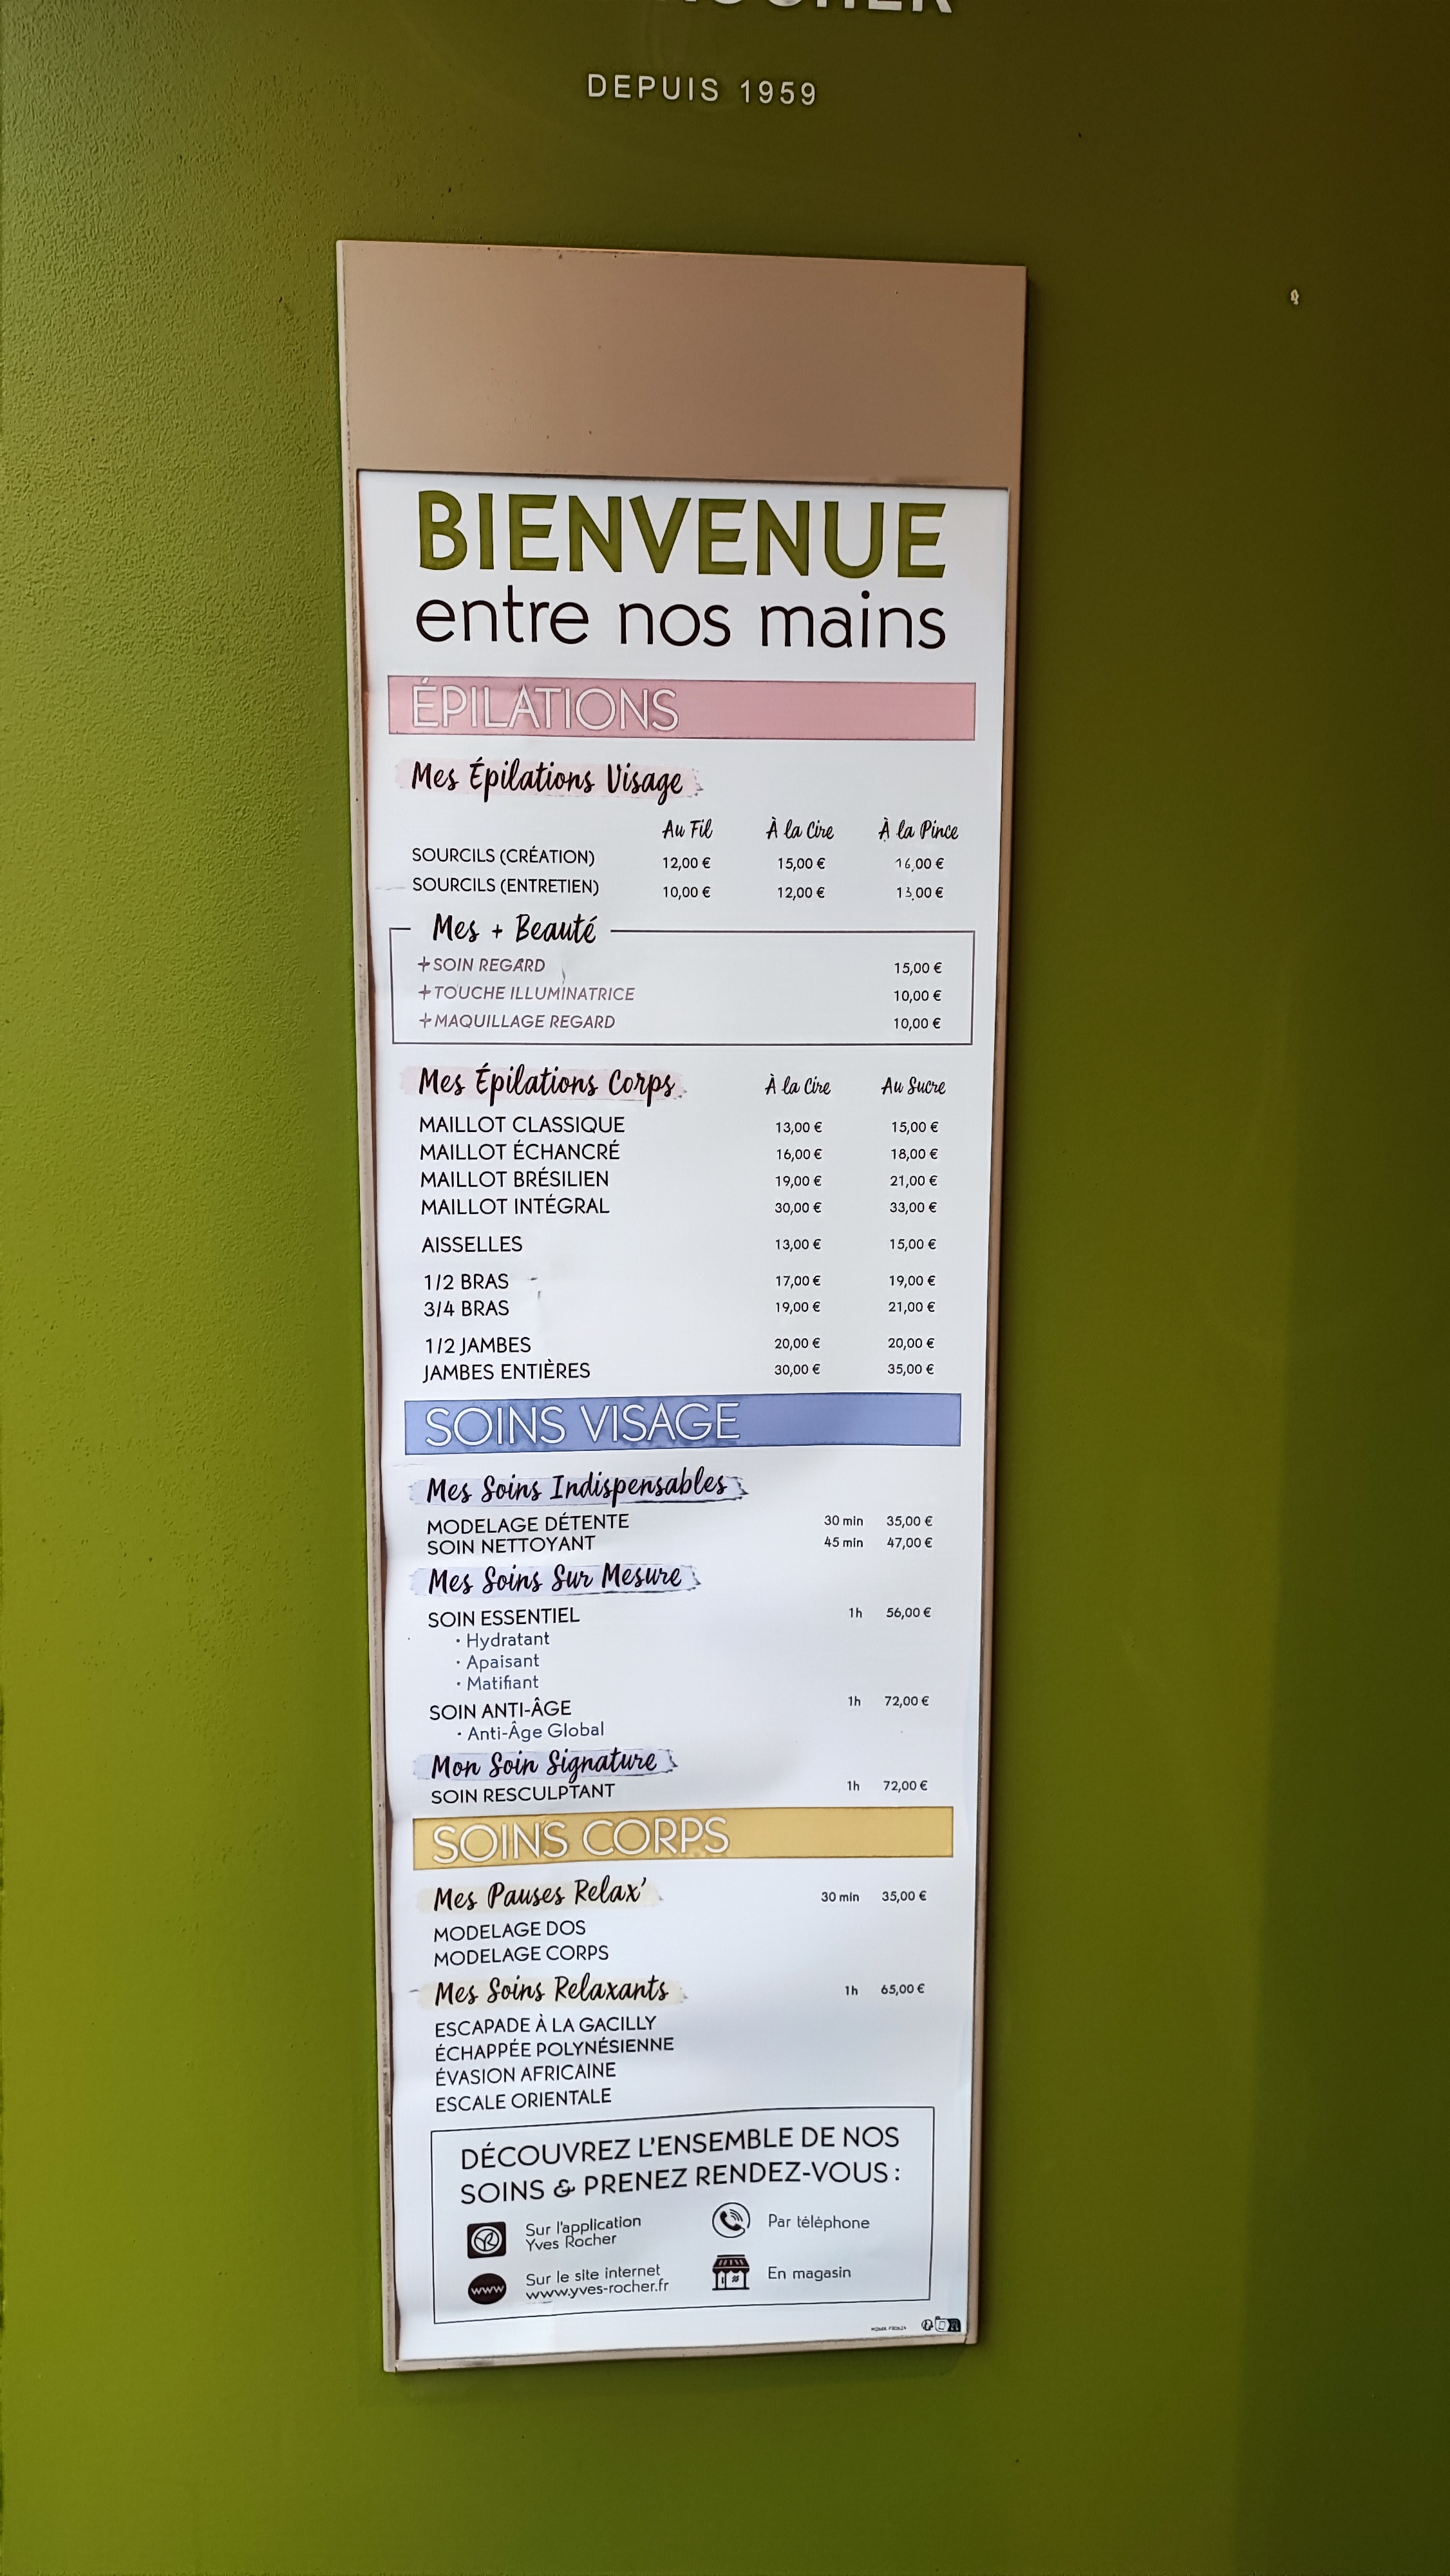 DEPUIS 1959
BIENVENUE
entre nos mains
ÉPILATIONS
Mes Épilations Visage
Au Fil À la Cire À la Pince
SOURCILS (CRÉATION) 12,00 € 15,00 € 16,00 €
SOURCILS (ENTRETIEN) 10,00 € 12,00 € 13,00 €
Mes + Beauté
+ SOIN REGARD 15,00 €
+ TOUCHE ILLUMINATRICE 10,00 €
+ MAQUILLAGE REGARD 10,00 €
Mes Épilations Corps À la Cire Au Sucre
MAILLOT CLASSIQUE 13,00 € 15,00 €
MAILLOT ÉCHANCRÉ 16,00 € 18,00 €
MAILLOT BRÉSILIEN 19,00 € 21,00 €
MAILLOT INTÉGRAL 30,00 € 33,00 €
AISSELLES 13,00 € 15,00 €
1/2 BRAS 17,00 € 19,00 €
3/4 BRAS 19,00 € 21,00 €
1/2 JAMBES 20,00 € 20,00 €
JAMBES ENTIÈRES 30,00 € 35,00 €
SOINS VISAGE
Mes Soins Indispensables
MODELAGE DÉTENTE 30 min 35,00 €
SOIN NETTOYANT 45 min 47,00 €
Mes Soins Sur Mesure
SOIN ESSENTIEL 1h 56,00 €
• Hydratant
• Apaisant
• Matifiant
SOIN ANTI-ÂGE 1h 72,00 €
• Anti-Âge Global
Mon Soin Signature
SOIN RESCULPTANT 1h 72,00 €
SOINS CORPS
Mes Pauses Relax' 30 min 35,00 €
MODELAGE DOS
MODELAGE CORPS
Mes Soins Relaxants 1h 65,00 €
ESCAPADE À LA GACILLY
ÉCHAPPÉE POLYNÉSIENNE
ÉVASION AFRICAINE
ESCALE ORIENTALE
DÉCOUVREZ L'ENSEMBLE DE NOS
SOINS & PRENEZ RENDEZ-VOUS :
Sur l'application
Yves Rocher
Par téléphone
www
Sur le site internet
www.yves-rocher.fr
En magasin